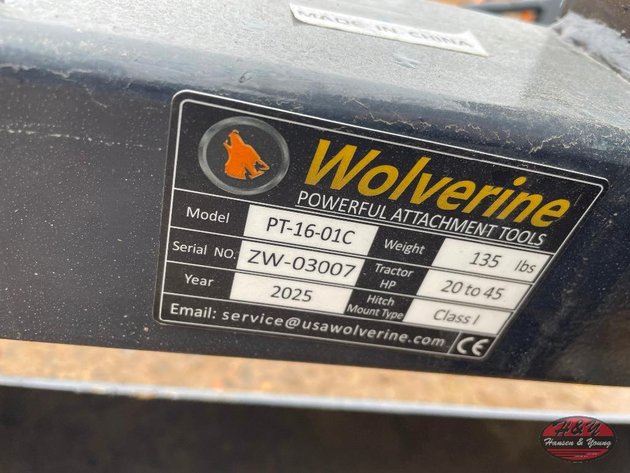 MADE IN CHINA
Wolverine
POWERFUL ATTACHMENT TOOLS
Model PT-16-01C Weight 135 lbs
Serial NO. ZW-03007 Tractor HP 20 to 45
Year 2025 Hitch Mount Type Class I
Email: service@usawolverine.com CE
H&Y
Hansen & Young